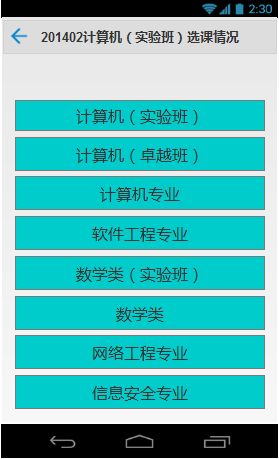 2:30
201402计算机（实验班）选课情况
计算机（实验班）
计算机（卓越班）
计算机专业
软件工程专业
数学类（实验班）
数学类
网络工程专业
信息安全专业